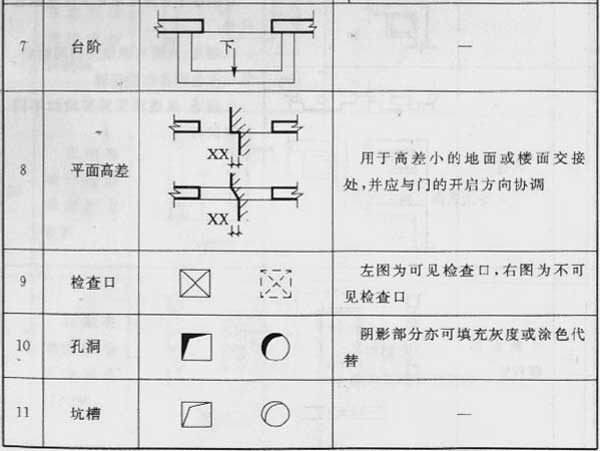 7 台阶 下 —
XX
8 平面高差 用于高差小的地面或楼面交接
处,并应与门的开启方向协调
XX
9 检查口 左图为可见检查口,右图为不可
见检查口
10 孔洞 阴影部分亦可填充灰度或涂色代
替
11 坑槽 —